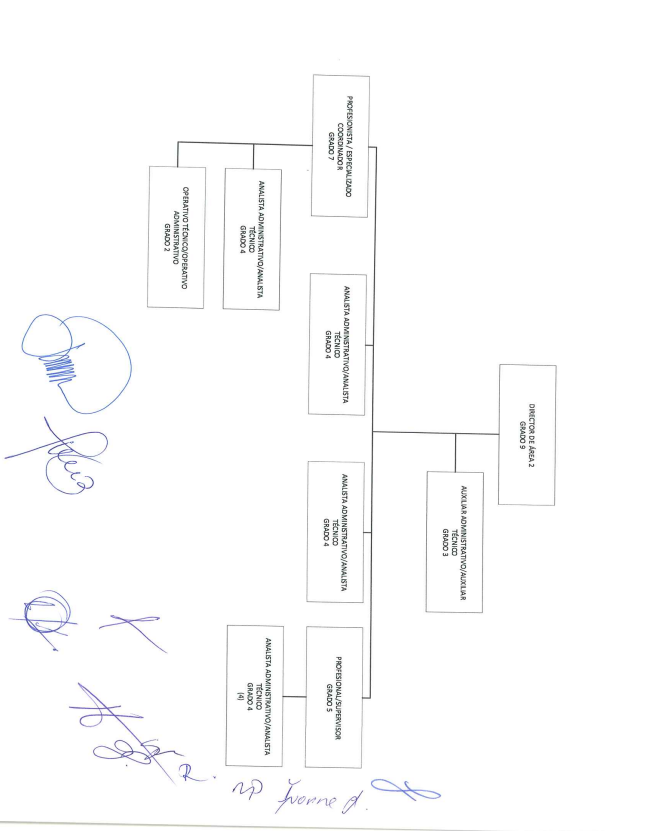 DIRECTOR DE ÁREA 2
GRADO 9
AUXILIAR ADMINISTRATIVO/AUXILIAR
TÉCNICO
GRADO 3
PROFESIONISTA / ESPECIALIZADO
COORDINADOR
GRADO 7
ANALISTA ADMINISTRATIVO/ANALISTA
TÉCNICO
GRADO 4
ANALISTA ADMINISTRATIVO/ANALISTA
TÉCNICO
GRADO 4
PROFESIONAL/SUPERVISOR
GRADO 5
ANALISTA ADMINISTRATIVO/ANALISTA
TÉCNICO
GRADO 4
OPERATIVO TÉCNICO/OPERATIVO
ADMINISTRATIVO
GRADO 2
ANALISTA ADMINISTRATIVO/ANALISTA
TÉCNICO
GRADO 4
(4)
R.
Ivonne